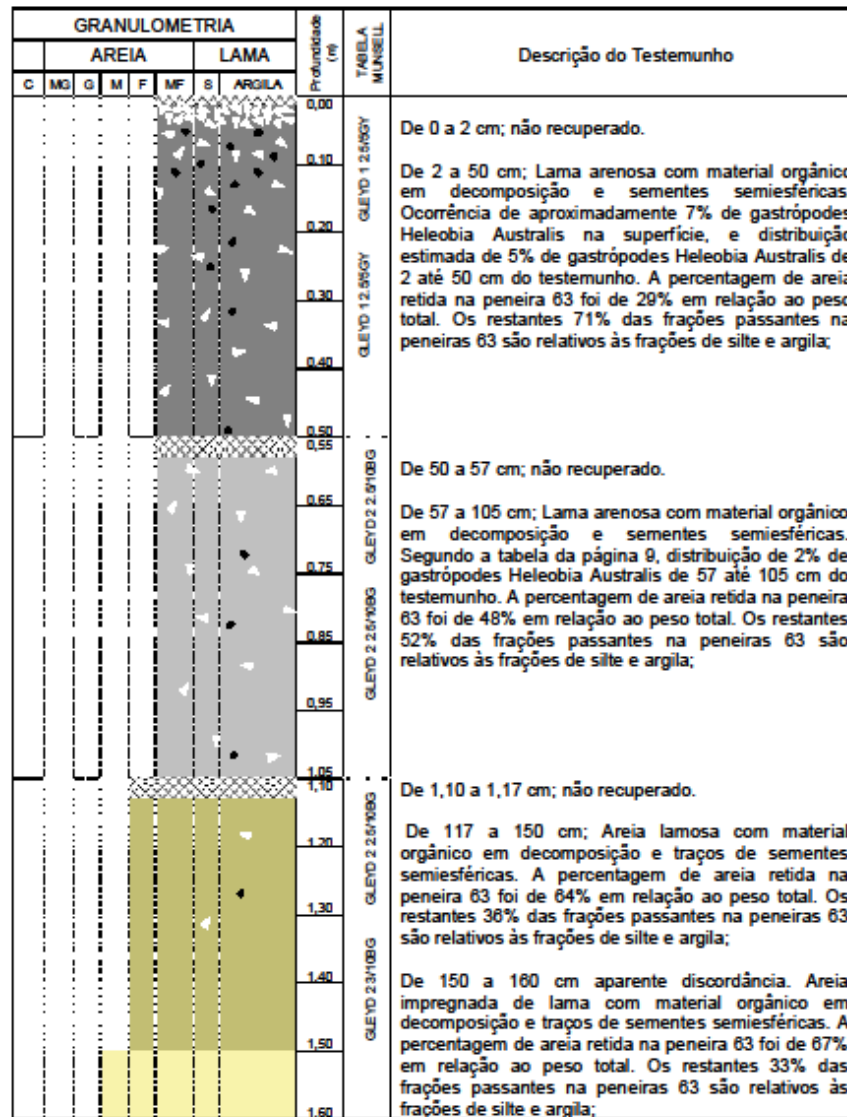 GRANULOMETRIA
AREIA
LAMA
C
MG
G
M
F
MF
S
ARGILA
Profundidade (m)
TABELA MUNSELL
Descrição do Testemunho
0,00
0.10
0.20
0.30
0.40
0.50
0,55
0.65
0.75
0.85
0,95
1.05
1,10
1.20
1,30
1.40
1,50
1.60
GLEYD 1 2.5/5GY
GLEYD 12.5/5GY
GLEYD2 2.5/10BG
GLEYD 2 2.5/10BG
GLEYD 2 2.5/10BG
GLEYD 2 3/10BG
De 0 a 2 cm; não recuperado.
De 2 a 50 cm; Lama arenosa com material orgânico
em decomposição e sementes semiesféricas
Ocorrência de aproximadamente 7% de gastrópodes
Heleobia Australis na superfície, e distribuição
estimada de 5% de gastrópodes Heleobia Australis de
2 até 50 cm do testemunho. A percentagem de areia
retida na peneira 63 foi de 29% em relação ao peso
total. Os restantes 71% das frações passantes na
peneiras 63 são relativos às frações de silte e argila;
De 50 a 57 cm; não recuperado.
De 57 a 105 cm; Lama arenosa com material orgânico
em decomposição e sementes semiesféricas.
Segundo a tabela da página 9, distribuição de 2% de
gastrópodes Heleobia Australis de 57 até 105 cm do
testemunho. A percentagem de areia retida na peneira
63 foi de 48% em relação ao peso total. Os restantes
52% das frações passantes na peneiras 63 são
relativos às frações de silte e argila;
De 1,10 a 1,17 cm; não recuperado.
De 117 a 150 cm; Areia lamosa com material
orgânico em decomposição e traços de sementes
semiesféricas. A percentagem de areia retida na
peneira 63 foi de 64% em relação ao peso total. Os
restantes 36% das frações passantes na peneiras 63
são relativos às frações de silte e argila;
De 150 a 160 cm aparente discordância. Areia
impregnada de lama com material orgânico em
decomposição e traços de sementes semiesféricas. A
percentagem de areia retida na peneira 63 foi de 67%
em relação ao peso total. Os restantes 33% das
frações passantes na peneiras 63 são relativos às
frações de silte e argila;